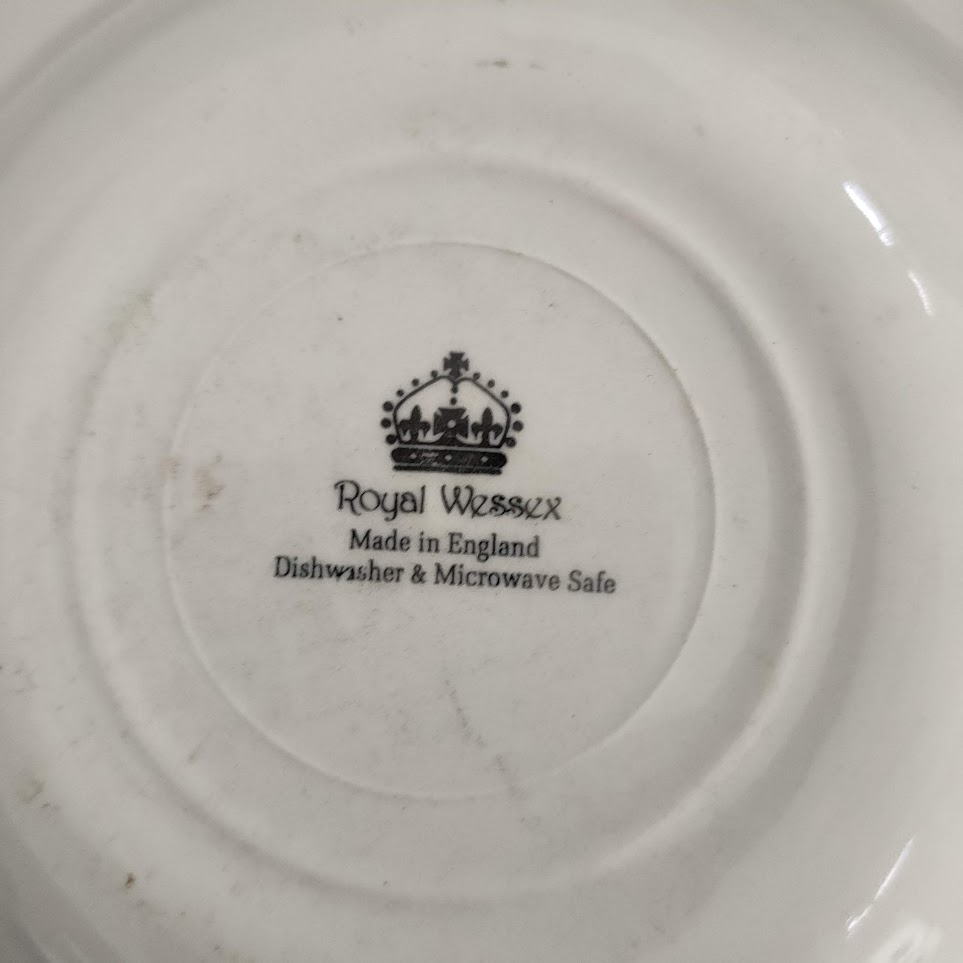 Royal Wessex
Made in England
Dishwasher & Microwave Safe